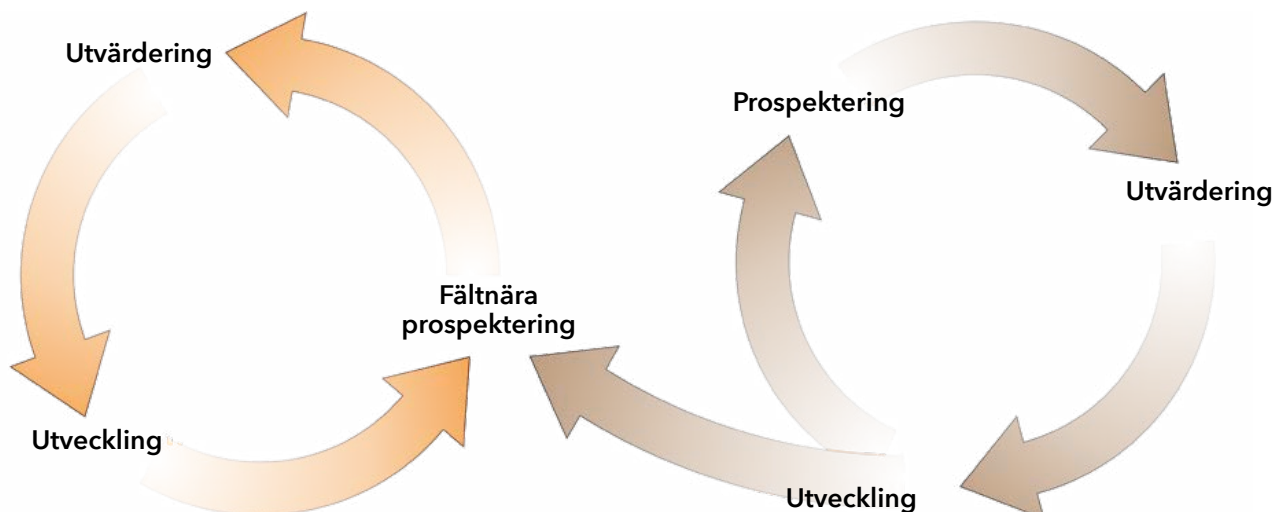 Utvärdering
Prospektering
Utvärdering
Fältnära
prospektering
Utveckling
Utveckling